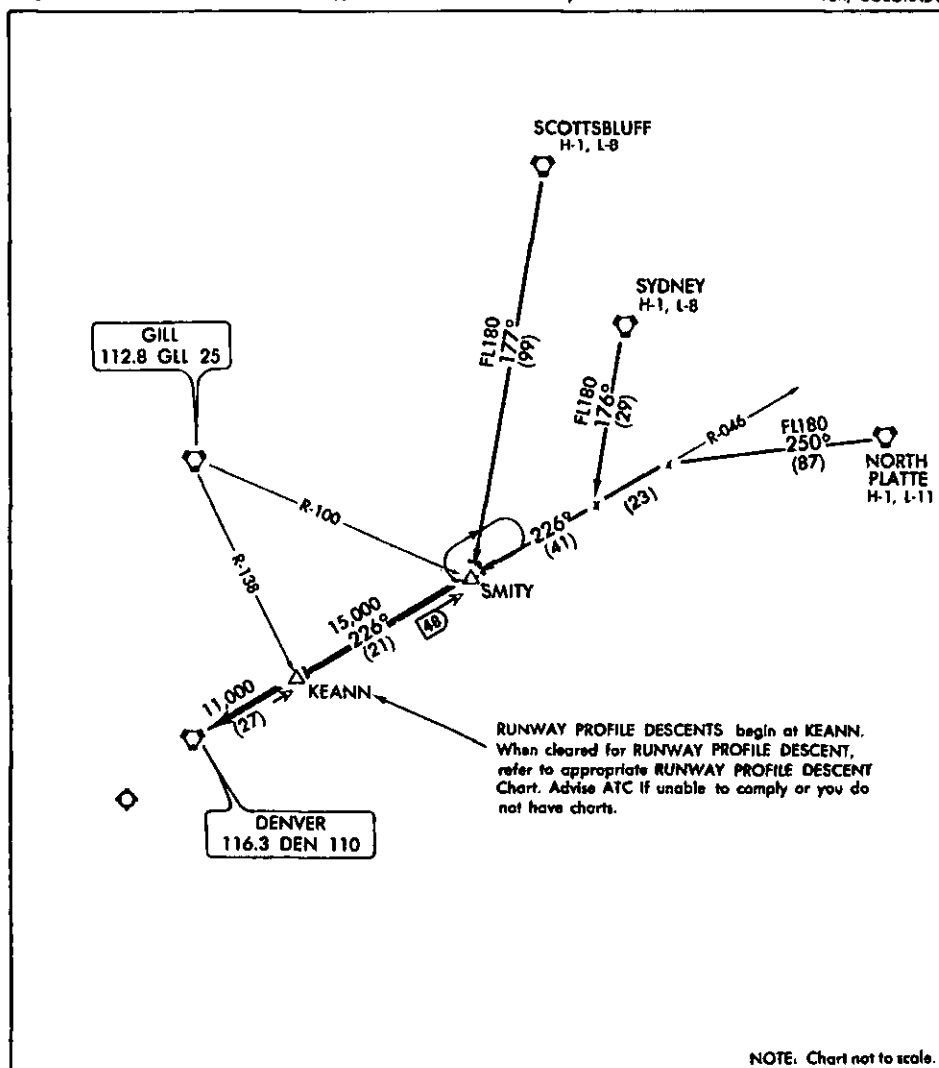 SCOTTSBLUFF
H-1, L-8
SYDNEY
H-1, L-8
GILL
112.8 GLL 25
FL180
177°
(99)
FL180
176°
(29)
R-046
FL180
250°
(87)
NORTH
PLATTE
H-1, L-11
(23)
R-100
226°
(41)
R-138
SMITY
15,000
226°
(21)
48
KEANN
11,000
(27)
RUNWAY PROFILE DESCENTS begin at KEANN.
When cleared for RUNWAY PROFILE DESCENT,
refer to appropriate RUNWAY PROFILE DESCENT
Chart. Advise ATC if unable to comply or you do
not have charts.
DENVER
116.3 DEN 110
NOTE: Chart not to scale.